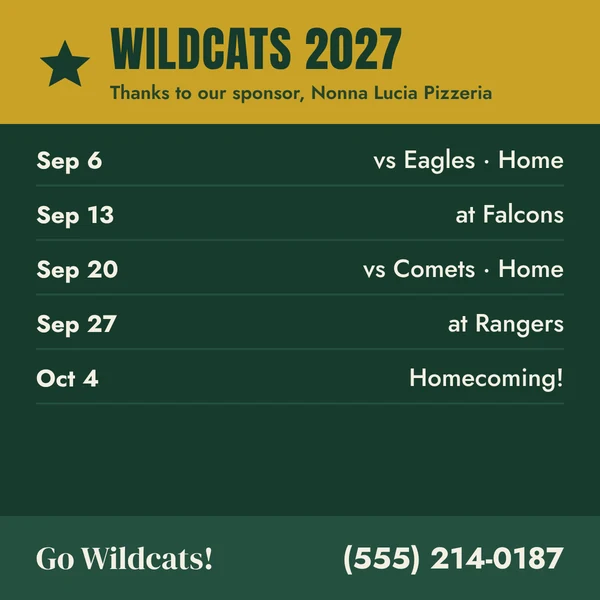 WILDCATS 2027
Thanks to our sponsor, Nonna Lucia Pizzeria
Sep 6 vs Eagles · Home
Sep 13 at Falcons
Sep 20 vs Comets · Home
Sep 27 at Rangers
Oct 4 Homecoming!
Go Wildcats! (555) 214-0187